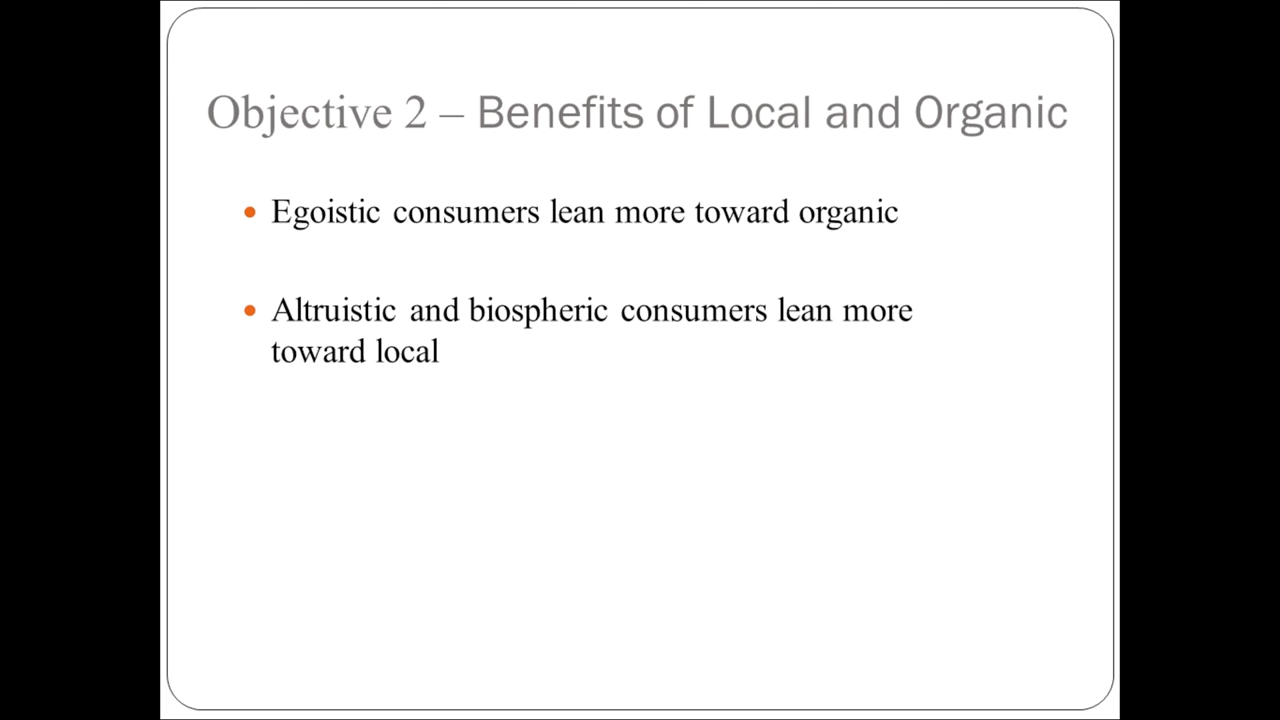 Objective 2 – Benefits of Local and Organic
Egoistic consumers lean more toward organic
Altruistic and biospheric consumers lean more
toward local